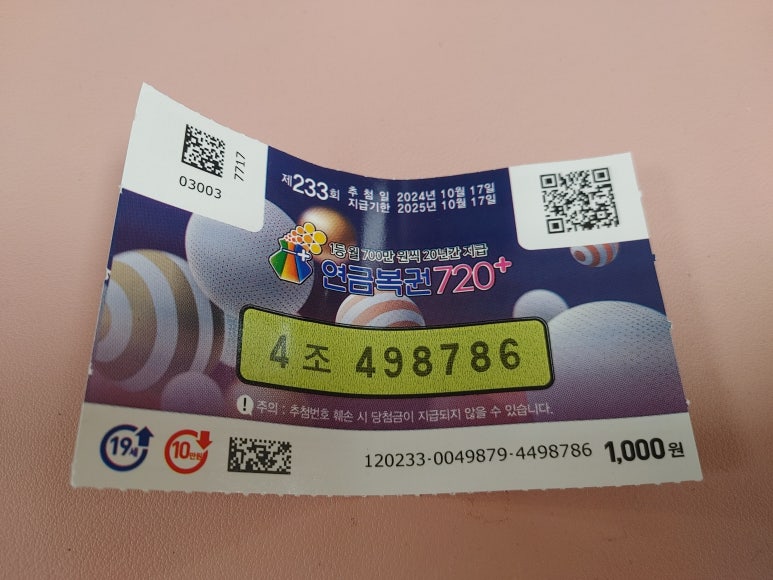 03003
7717
제233회 추 첨 일 2024년 10월 17일
지급기한 2025년 10월 17일
1등 월 700만 원씩 20년간 지급
연금복권720+
4조 498786
! 주의 : 추첨번호 훼손 시 당첨금이 지급되지 않을 수 있습니다.
19세
10만원
120233-0049879-4498786 1,000원